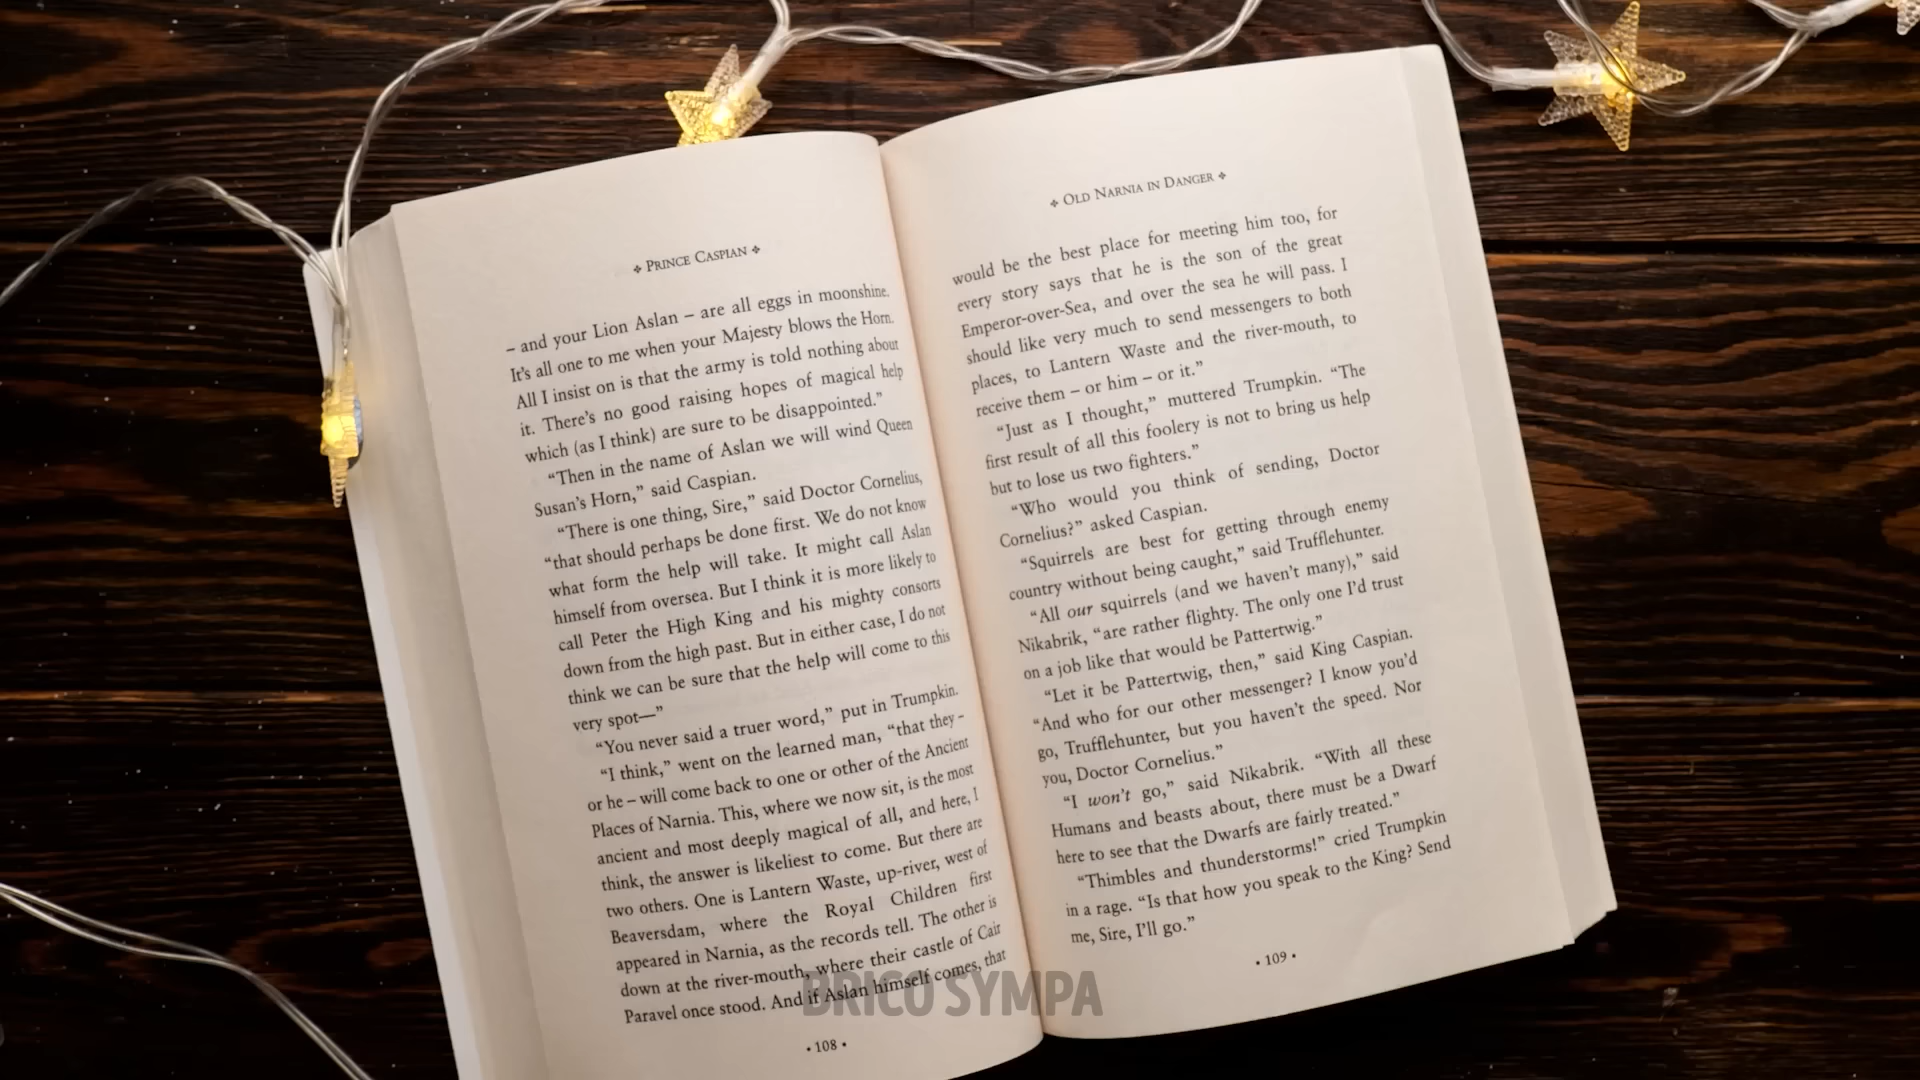 ❖ PRINCE CASPIAN ❖
– and your Lion Aslan – are all eggs in moonshine.
It's all one to me when your Majesty blows the Horn.
All I insist on is that the army is told nothing about
it. There's no good raising hopes of magical help
which (as I think) are sure to be disappointed.”
“Then in the name of Aslan we will wind Queen
Susan's Horn,” said Caspian.
“There is one thing, Sire,” said Doctor Cornelius,
“that should perhaps be done first. We do not know
what form the help will take. It might call Aslan
himself from oversea. But I think it is more likely to
call Peter the High King and his mighty consorts
down from the high past. But in either case, I do not
think we can be sure that the help will come to this
very spot—”
“You never said a truer word,” put in Trumpkin.
“I think,” went on the learned man, “that they –
or he – will come back to one or other of the Ancient
Places of Narnia. This, where we now sit, is the most
ancient and most deeply magical of all, and here, I
think, the answer is likeliest to come. But there are
two others. One is Lantern Waste, up-river, west of
Beaversdam, where the Royal Children first
appeared in Narnia, as the records tell. The other is
down at the river-mouth, where their castle of Cair
Paravel once stood. And if Aslan himself comes, that
• 108 •
❖ OLD NARNIA IN DANGER ❖
would be the best place for meeting him too, for
every story says that he is the son of the great
Emperor-over-Sea, and over the sea he will pass. I
should like very much to send messengers to both
places, to Lantern Waste and the river-mouth, to
receive them – or him – or it.”
“Just as I thought,” muttered Trumpkin. “The
first result of all this foolery is not to bring us help
but to lose us two fighters.”
“Who would you think of sending, Doctor
Cornelius?” asked Caspian.
“Squirrels are best for getting through enemy
country without being caught,” said Trufflehunter.
“All our squirrels (and we haven't many),” said
Nikabrik, “are rather flighty. The only one I'd trust
on a job like that would be Pattertwig.”
“Let it be Pattertwig, then,” said King Caspian.
“And who for our other messenger? I know you'd
go, Trufflehunter, but you haven't the speed. Nor
you, Doctor Cornelius.”
“I won't go,” said Nikabrik. “With all these
Humans and beasts about, there must be a Dwarf
here to see that the Dwarfs are fairly treated.”
“Thimbles and thunderstorms!” cried Trumpkin
in a rage. “Is that how you speak to the King? Send
me, Sire, I'll go.”
• 109 •
BRICO SYMPA